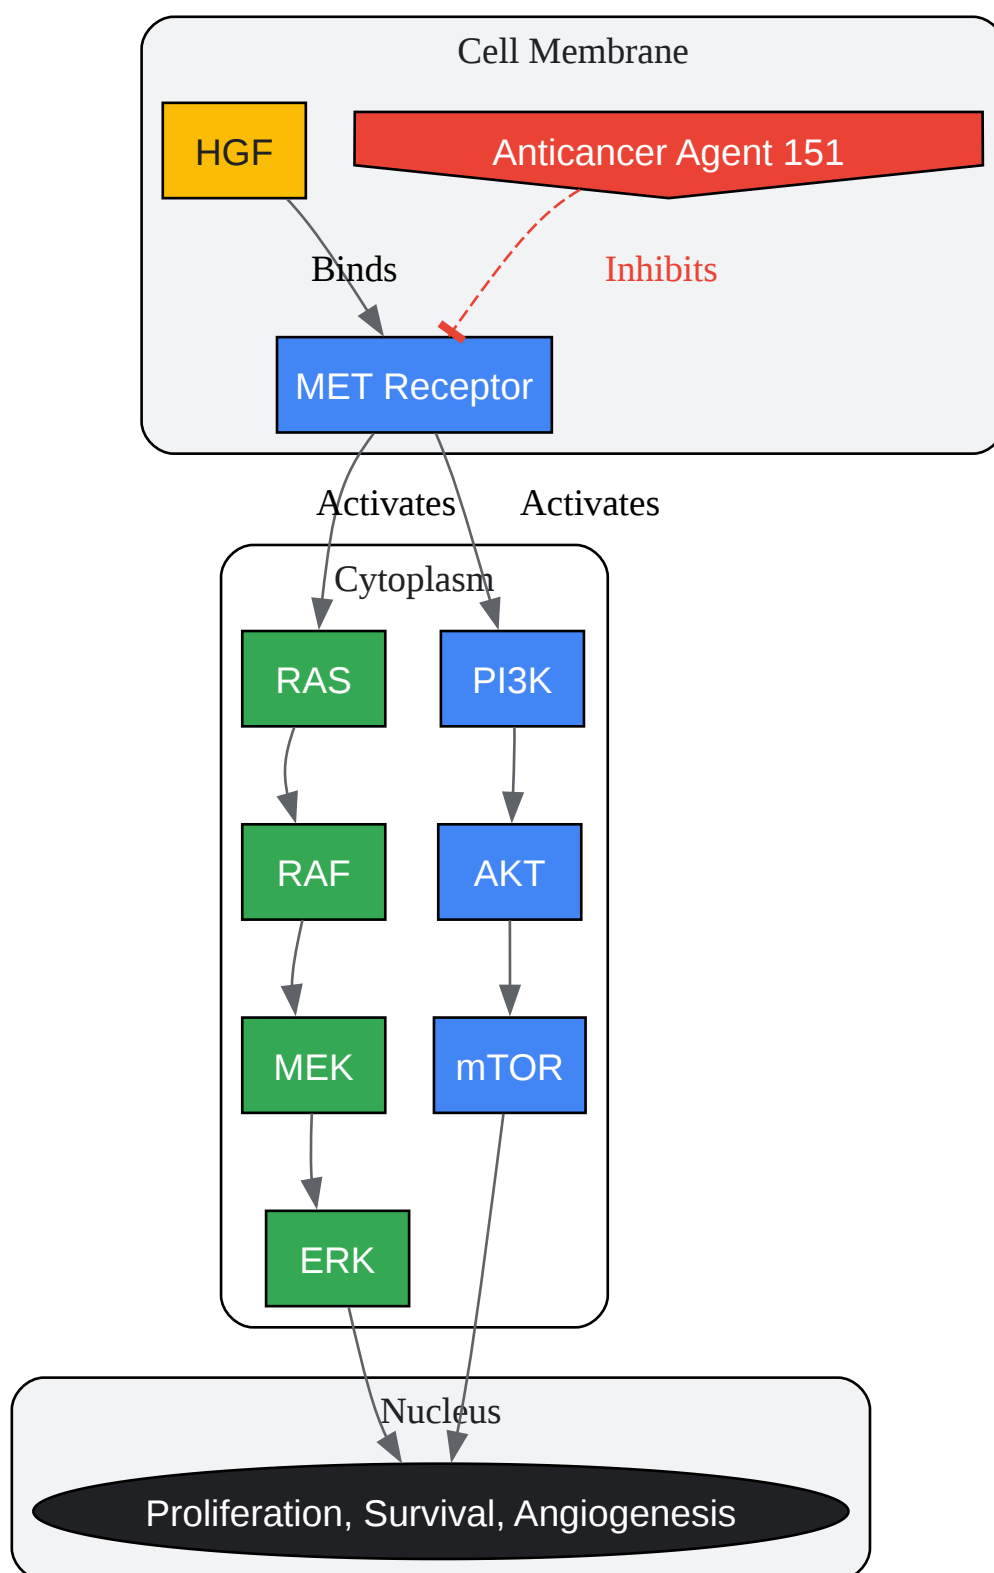 Cell Membrane
HGF
Anticancer Agent 151
Binds
Inhibits
MET Receptor
Activates
Activates
Cytoplasm
RAS
PI3K
RAF
AKT
MEK
mTOR
ERK
Nucleus
Proliferation, Survival, Angiogenesis